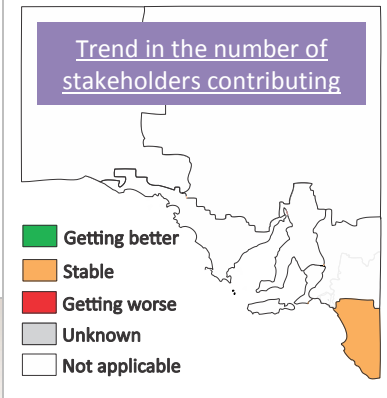 Trend in the number of
stakeholders contributing
Getting better
Stable
Getting worse
Unknown
Not applicable